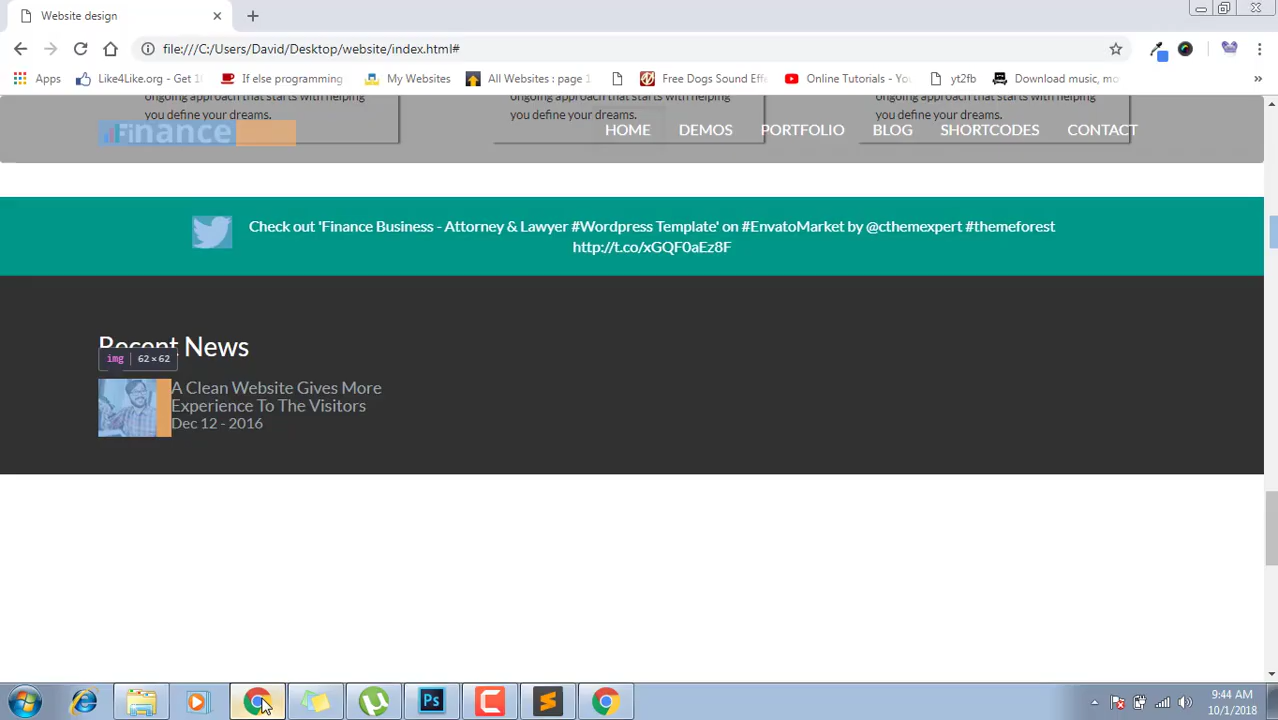 Website design
file:///C:/Users/David/Desktop/website/index.html#
Apps
Like4Like.org - Get 1
If else programming
My Websites
All Websites : page 1
Free Dogs Sound Effe
Online Tutorials - Yo
yt2fb
Download music, mo
»
ongoing approach that starts with helping
you define your dreams.
ongoing approach that starts with helping
you define your dreams.
ongoing approach that starts with helping
you define your dreams.
Finance
HOME DEMOS PORTFOLIO BLOG SHORTCODES CONTACT
Check out 'Finance Business - Attorney & Lawyer #Wordpress Template' on #EnvatoMarket by @cthemexpert #themeforest
http://t.co/xGQF0aEz8F
Recent News
img | 62×62
A Clean Website Gives More
Experience To The Visitors
Dec 12 - 2016
Ps
9:44 AM
10/1/2018